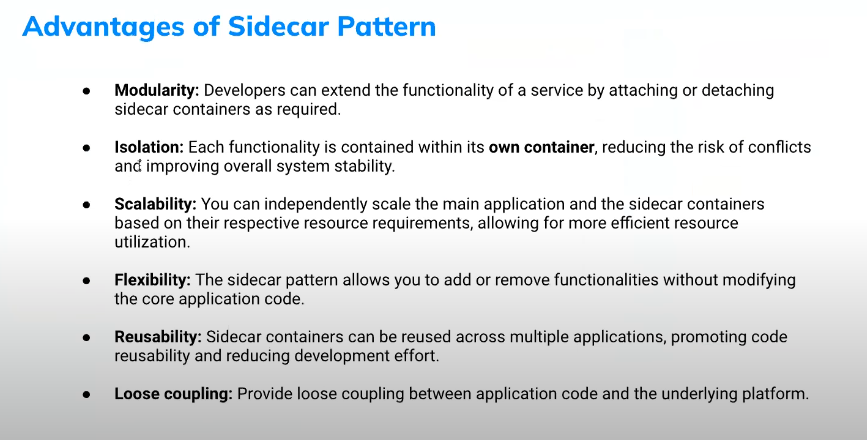 Advantages of Sidecar Pattern
● Modularity: Developers can extend the functionality of a service by attaching or detaching
sidecar containers as required.
● Isolation: Each functionality is contained within its own container, reducing the risk of conflicts
and improving overall system stability.
● Scalability: You can independently scale the main application and the sidecar containers
based on their respective resource requirements, allowing for more efficient resource
utilization.
● Flexibility: The sidecar pattern allows you to add or remove functionalities without modifying
the core application code.
● Reusability: Sidecar containers can be reused across multiple applications, promoting code
reusability and reducing development effort.
● Loose coupling: Provide loose coupling between application code and the underlying platform.